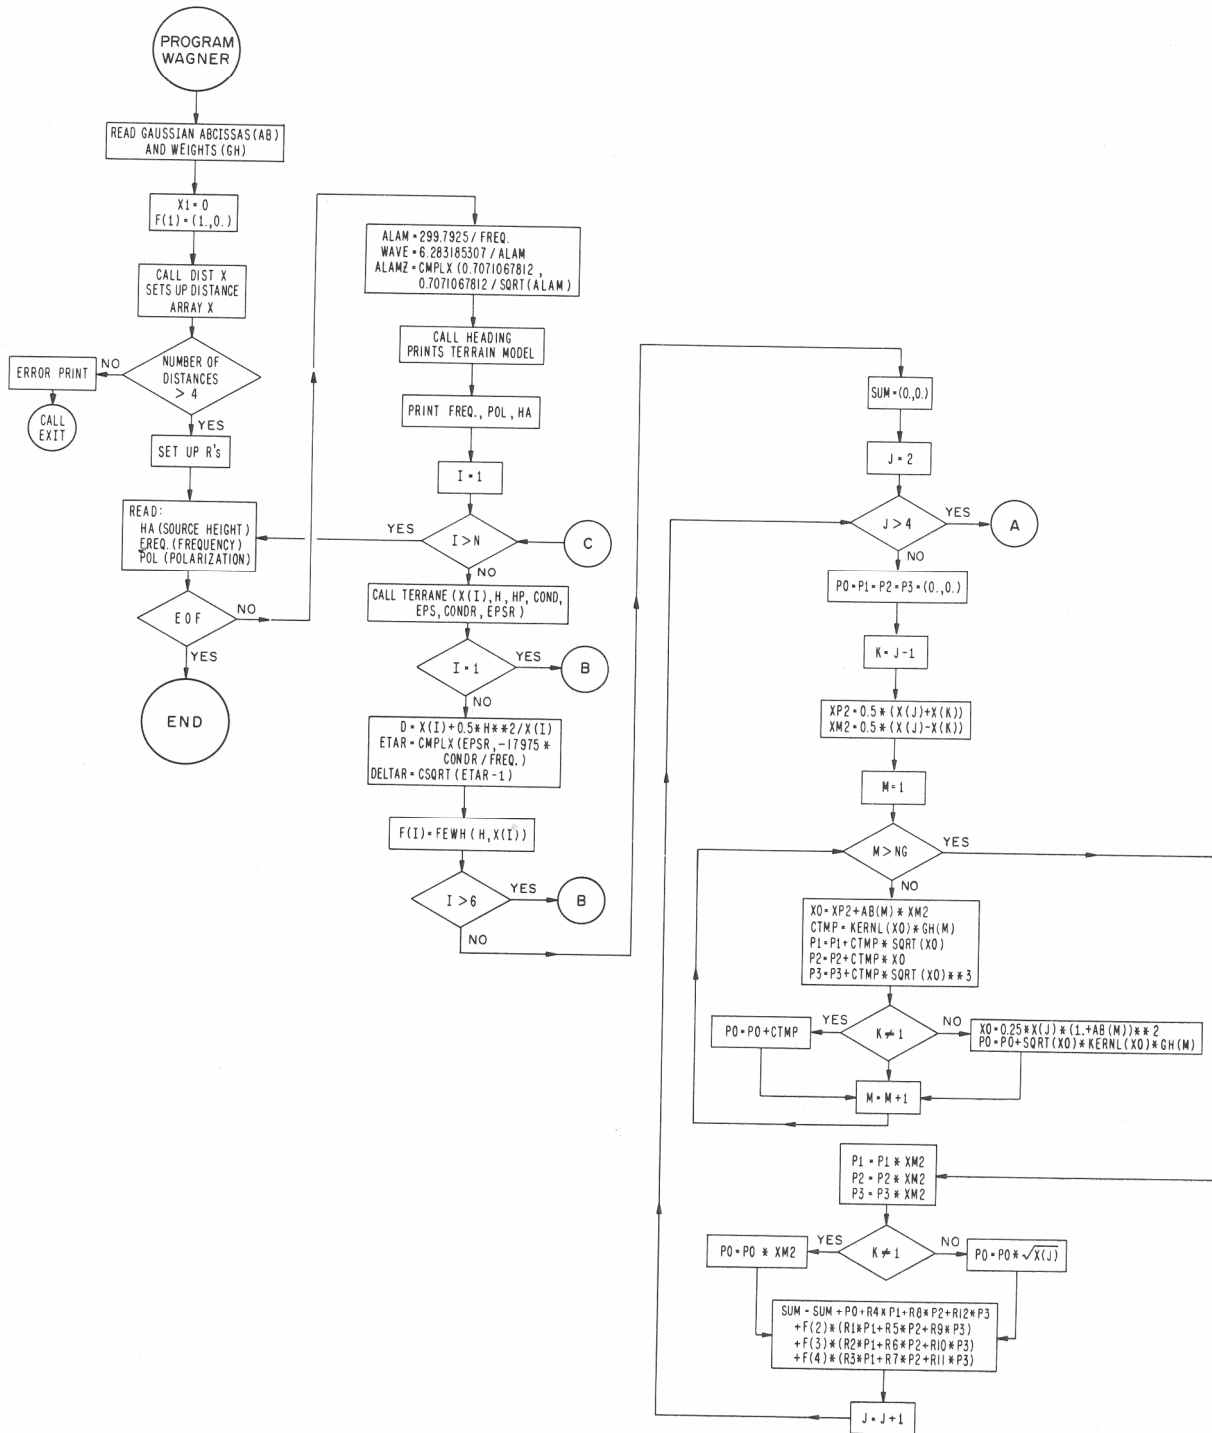 PROGRAM
WAGNER
READ GAUSSIAN ABCISSAS (AB)
AND WEIGHTS (GH)
X1 = 0
F(1) = (1.,0.)
CALL DIST X
SETS UP DISTANCE
ARRAY X
NUMBER OF
DISTANCES
> 4
NO
ERROR PRINT
CALL
EXIT
YES
SET UP R's
READ:
HA (SOURCE HEIGHT)
FREQ. (FREQUENCY)
POL (POLARIZATION)
EOF
NO
YES
END
ALAM = 299.7925 / FREQ.
WAVE = 6.283185307 / ALAM
ALAMZ = CMPLX (0.7071067812 ,
0.7071067812 / SQRT (ALAM)
CALL HEADING
PRINTS TERRAIN MODEL
PRINT FREQ., POL, HA
I = 1
I > N
YES
C
NO
CALL TERRANE (X(I), H, HP, COND,
EPS, CONDR, EPSR )
I = 1
YES
B
NO
D = X(I) + 0.5 * H**2 / X(I)
ETAR = CMPLX (EPSR, -17975 *
CONDR / FREQ.)
DELTAR = CSQRT (ETAR -1)
F(I) = FEWH ( H, X(I))
I > 6
YES
B
NO
SUM = (0.,0.)
J = 2
J > 4
YES
A
NO
P0 = P1 = P2 = P3 = (0.,0.)
K = J - 1
XP2 = 0.5 * (X(J)+X(K))
XM2 = 0.5 * (X(J)-X(K))
M = 1
M > NG
YES
NO
X0 = XP2 + AB(M) * XM2
CTMP = KERNL (X0) * GH(M)
P1 = P1 + CTMP * SQRT (X0)
P2 = P2 + CTMP * X0
P3 = P3 + CTMP * SQRT (X0) ** 3
K ≠ 1
YES
P0 = P0 + CTMP
NO
X0 = 0.25 * X(J) * (1. + AB(M)) ** 2
P0 = P0 + SQRT (X0) * KERNL (X0) * GH (M)
M = M + 1
P1 = P1 * XM2
P2 = P2 * XM2
P3 = P3 * XM2
K ≠ 1
YES
P0 = P0 * XM2
NO
P0 = P0 * √X(J)
SUM - SUM + P0 + R4 * P1 + R8 * P2 + R12 * P3
+F(2) * (R1*P1 + R5 * P2 + R9 * P3)
+F(3) * (R2*P1 + R6 * P2 + R10 * P3)
+F(4) * (R3*P1 + R7 * P2 + R11 * P3)
J = J + 1